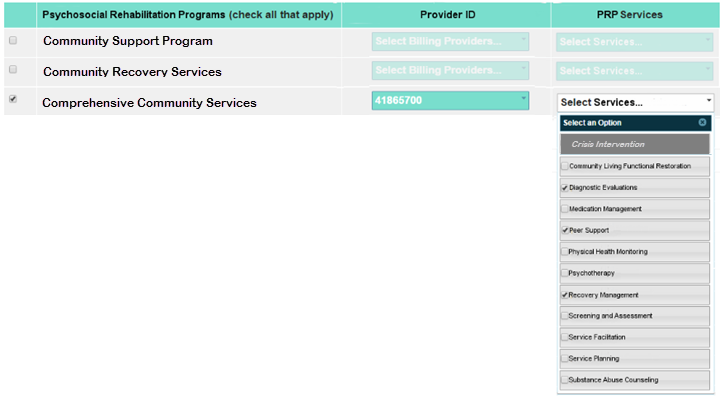 Psychosocial Rehabilitation Programs (check all that apply) Provider ID PRP Services
Community Support Program Select Billing Providers... Select Services...
Community Recovery Services Select Billing Providers... Select Services...
Comprehensive Community Services 41865700 Select Services...
Select an Option
Crisis Intervention
Community Living Functional Restoration
Diagnostic Evaluations
Medication Management
Peer Support
Physical Health Monitoring
Psychotherapy
Recovery Management
Screening and Assessment
Service Facilitation
Service Planning
Substance Abuse Counseling